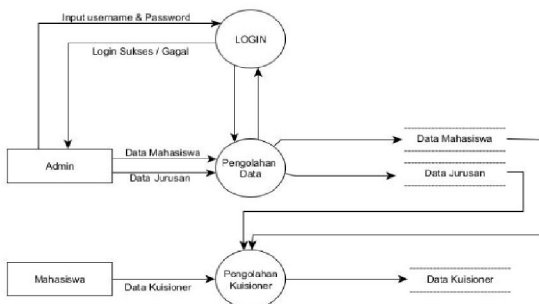 Input username & Password
LOGIN
Login Sukses / Gagal
Data Mahasiswa
Data Mahasiswa
Admin
Pengolahan
Data
Data Jurusan
Data Jurusan
Mahasiswa
Data Kuisioner
Pengolahan
Kuisioner
Data Kuisioner